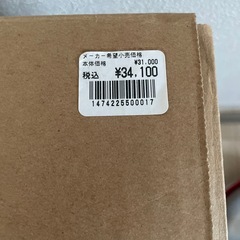 メーカー希望小売価格
本体価格 ¥31,000
税込 ¥34,100
1474225500017